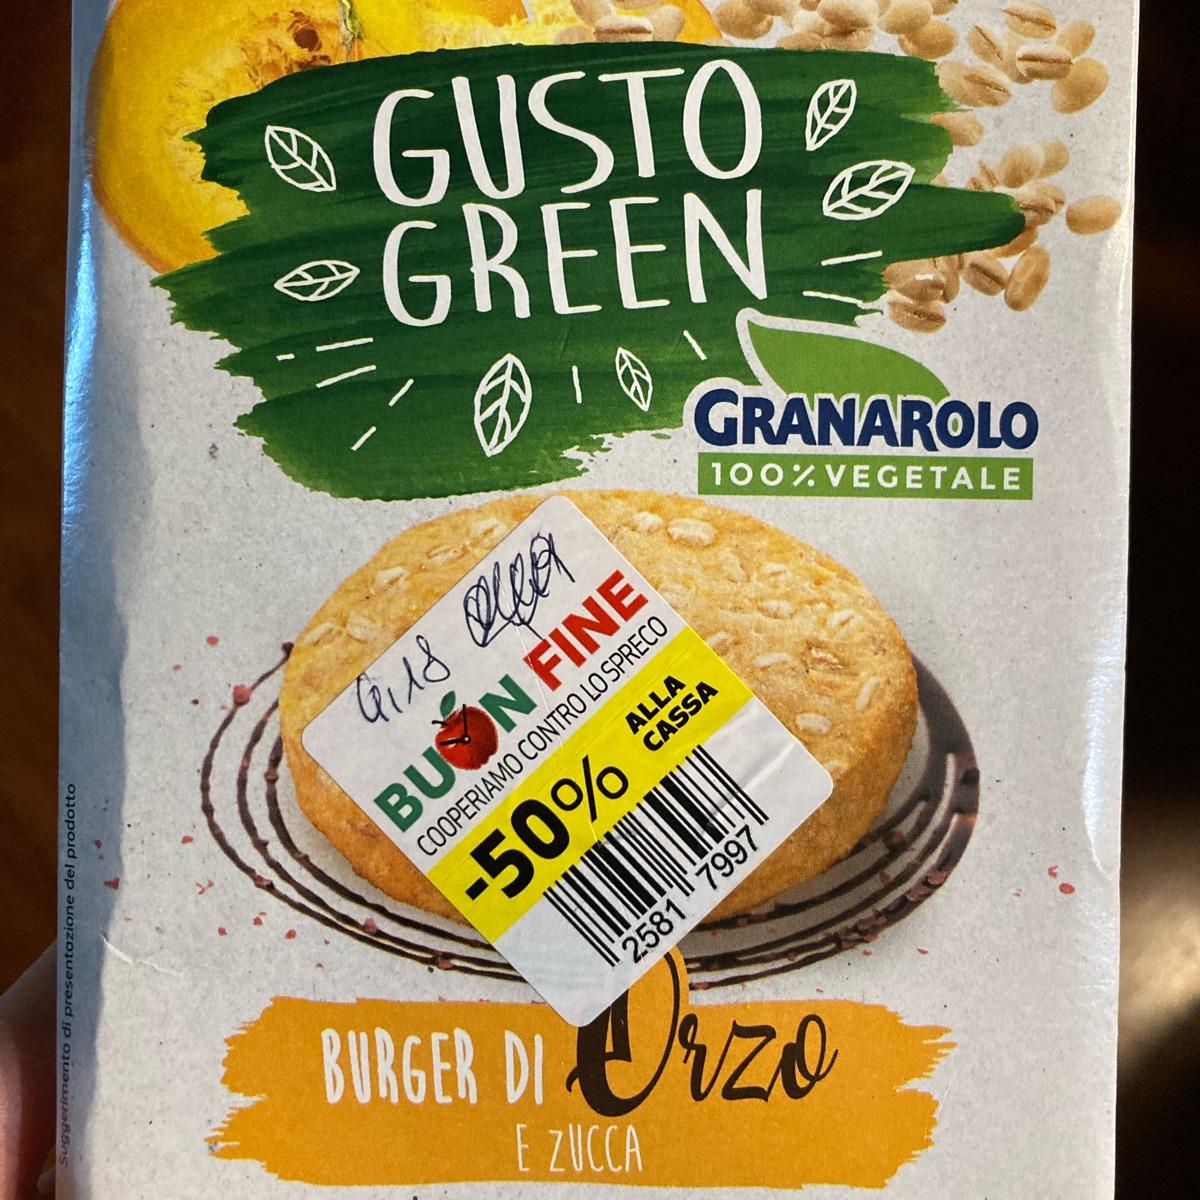 GUSTO
GREEN
GRANAROLO
100% VEGETALE
BUON FINE
COOPERIAMO CONTRO LO SPRECO
-50% ALLA
CASSA
2581 7997
BURGER DI Orzo
E ZUCCA
Suggerimento di presentazione del prodotto